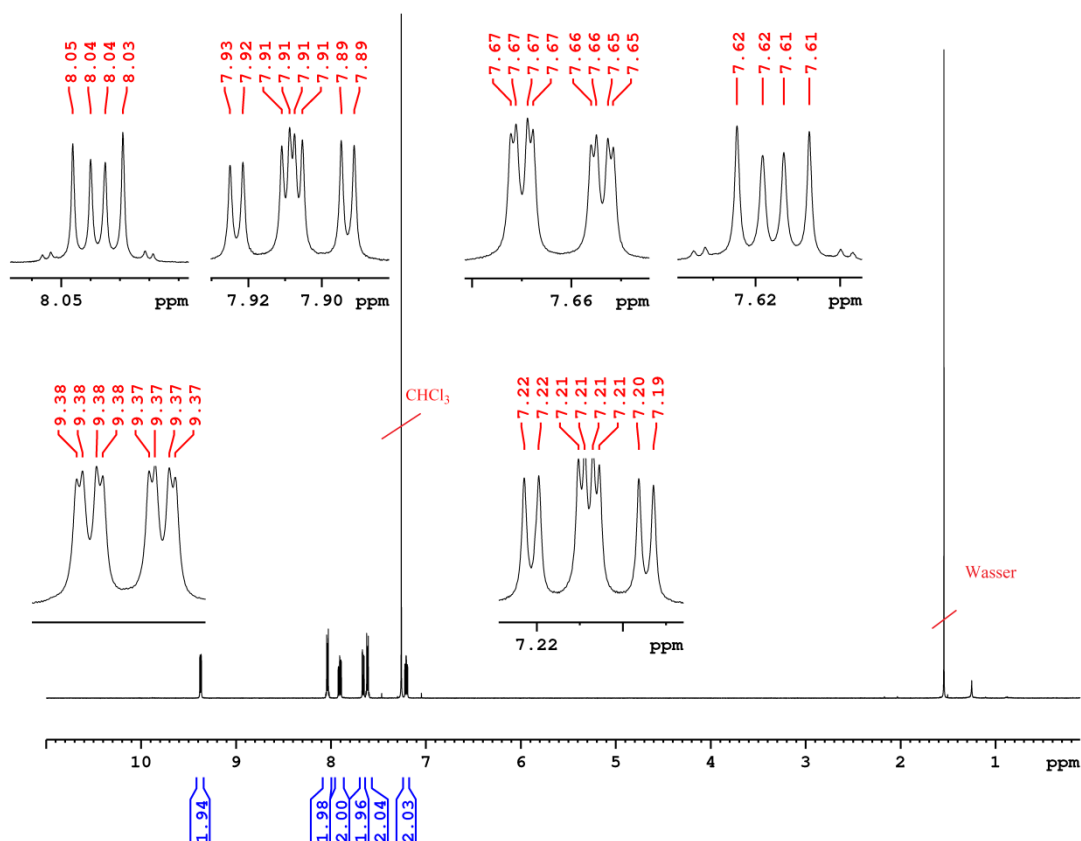 8.05 8.04 8.04 8.03
7.93 7.92 7.91 7.91 7.91 7.91 7.89 7.89
7.67 7.67 7.67 7.67 7.66 7.66 7.65 7.65
7.62 7.62 7.61 7.61
8.05 ppm
7.92 7.90 ppm
7.66 ppm
7.62 ppm
9.38 9.38 9.38 9.38 9.37 9.37 9.37 9.37
CHCl₃
7.22 7.22 7.21 7.21 7.21 7.21 7.20 7.19
Wasser
7.22 ppm
10 9 8 7 6 5 4 3 2 1 ppm
1.94 1.98 2.00 1.96 2.04 2.03